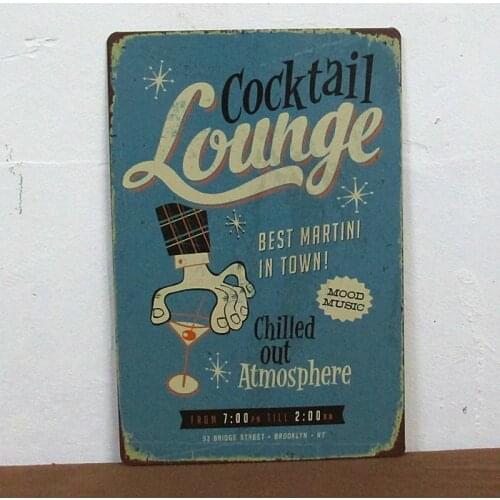 Cocktail
Lounge
BEST MARTINI
IN TOWN!
MOOD
MUSIC
Chilled
out
Atmosphere
FROM 7:00 PM TILL 2:00 AM
52 BRIDGE STREET • BROOKLYN • NY